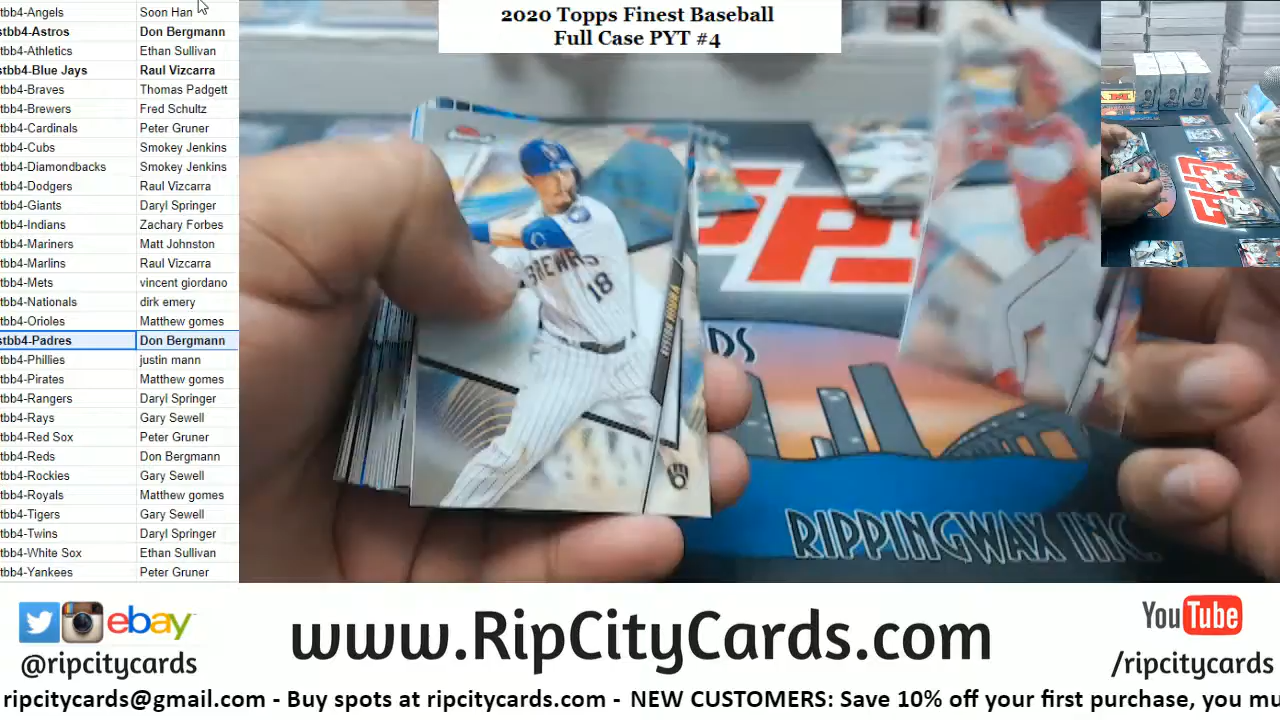 2020 Topps Finest Baseball
Full Case PYT #4
tbb4-Angels Soon Han
stbb4-Astros Don Bergmann
tbb4-Athletics Ethan Sullivan
stbb4-Blue Jays Raul Vizcarra
tbb4-Braves Thomas Padgett
tbb4-Brewers Fred Schultz
tbb4-Cardinals Peter Gruner
tbb4-Cubs Smokey Jenkins
tbb4-Diamondbacks Smokey Jenkins
tbb4-Dodgers Raul Vizcarra
tbb4-Giants Daryl Springer
tbb4-Indians Zachary Forbes
tbb4-Mariners Matt Johnston
tbb4-Marlins Raul Vizcarra
tbb4-Mets vincent giordano
tbb4-Nationals dirk emery
tbb4-Orioles Matthew gomes
stbb4-Padres Don Bergmann
tbb4-Phillies justin mann
tbb4-Pirates Matthew gomes
tbb4-Rangers Daryl Springer
tbb4-Rays Gary Sewell
tbb4-Red Sox Peter Gruner
tbb4-Reds Don Bergmann
tbb4-Rockies Gary Sewell
tbb4-Royals Matthew gomes
tbb4-Tigers Gary Sewell
tbb4-Twins Daryl Springer
tbb4-White Sox Ethan Sullivan
tbb4-Yankees Peter Gruner
18
RIPPINGWAX INC.
ebay
@ripcitycards
www.RipCityCards.com
YouTube
/ripcitycards
ripcitycards@gmail.com - Buy spots at ripcitycards.com - NEW CUSTOMERS: Save 10% off your first purchase, you mu